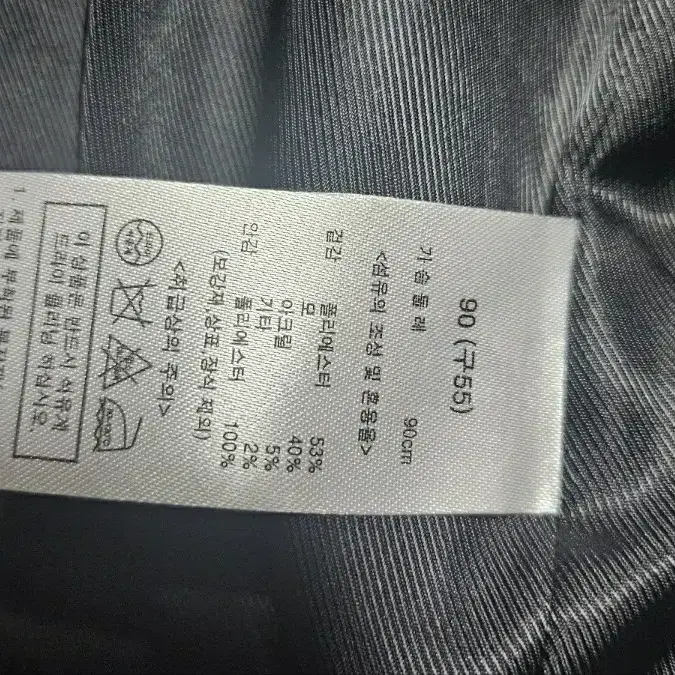 90 (구55)
가슴둘레 90cm
<섬유의 조성 및 혼용율>
겉감 폴리에스터 53%
모 40%
아크릴 5%
기타 2%
안감 폴리에스터 100%
(보강재,상표,장식 제외)
<취급상의 주의>
이 상품은 반드시 석유계
드라이 클리닝 하십시오.